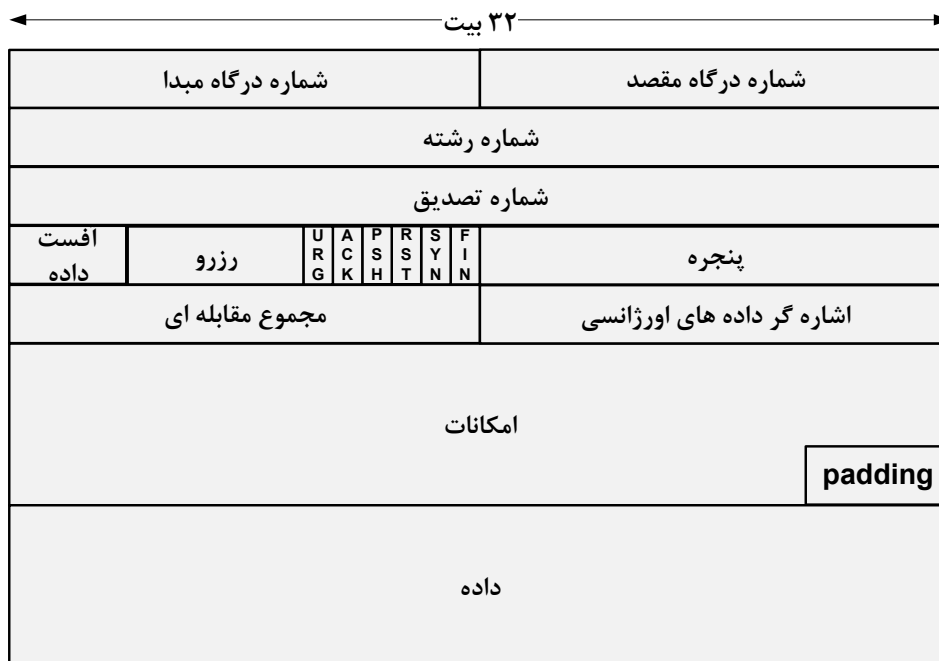 ۳۲ بیت
شماره درگاه مبدا
شماره درگاه مقصد
شماره رشته
شماره تصدیق
افست
داده
رزرو
URG
ACK
PSH
RST
SYN
FIN
پنجره
مجموع مقابله ای
اشاره گر داده های اورژانسی
امکانات
padding
داده